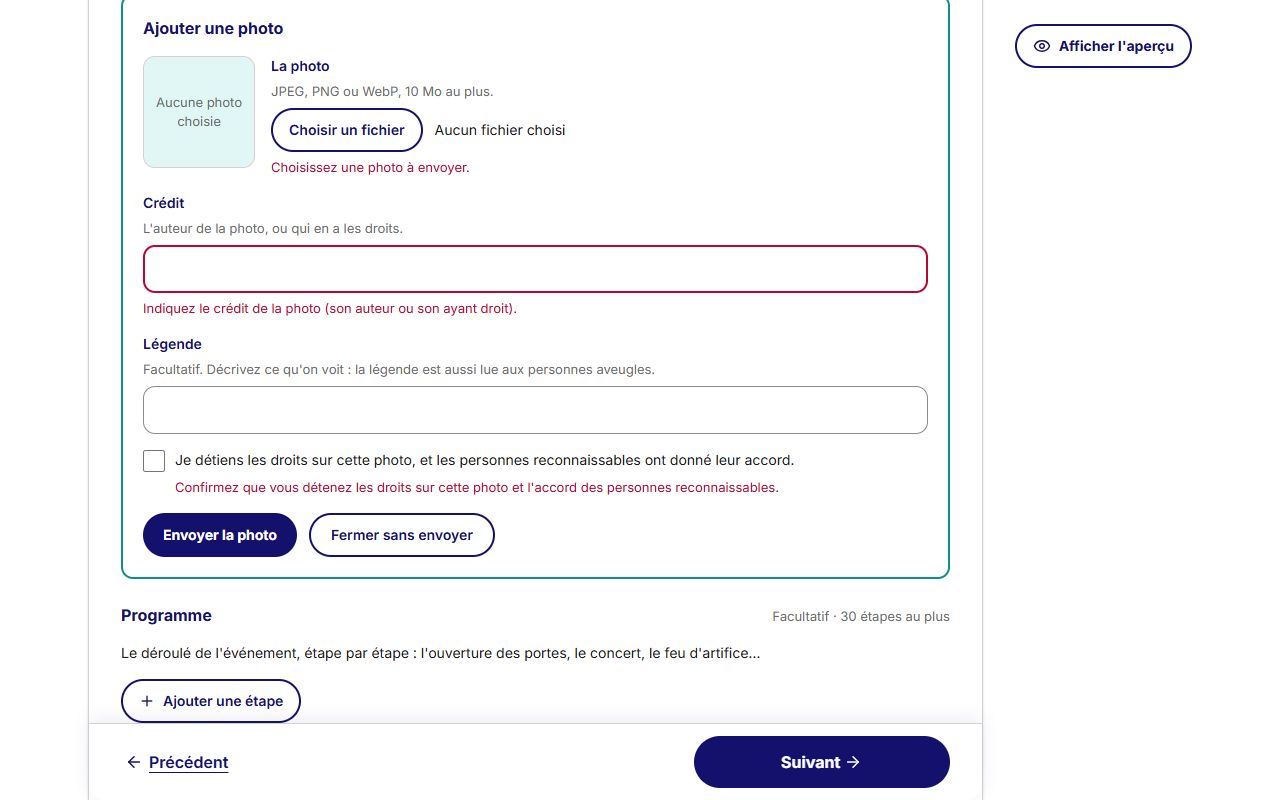 Ajouter une photo
Afficher l'aperçu
Aucune photo
choisie
La photo
JPEG, PNG ou WebP, 10 Mo au plus.
Choisir un fichier
Aucun fichier choisi
Choisissez une photo à envoyer.
Crédit
L'auteur de la photo, ou qui en a les droits.
Indiquez le crédit de la photo (son auteur ou son ayant droit).
Légende
Facultatif. Décrivez ce qu'on voit : la légende est aussi lue aux personnes aveugles.
Je détiens les droits sur cette photo, et les personnes reconnaissables ont donné leur accord.
Confirmez que vous détenez les droits sur cette photo et l'accord des personnes reconnaissables.
Envoyer la photo
Fermer sans envoyer
Programme
Facultatif · 30 étapes au plus
Le déroulé de l'événement, étape par étape : l'ouverture des portes, le concert, le feu d'artifice...
+ Ajouter une étape
← Précédent
Suivant →